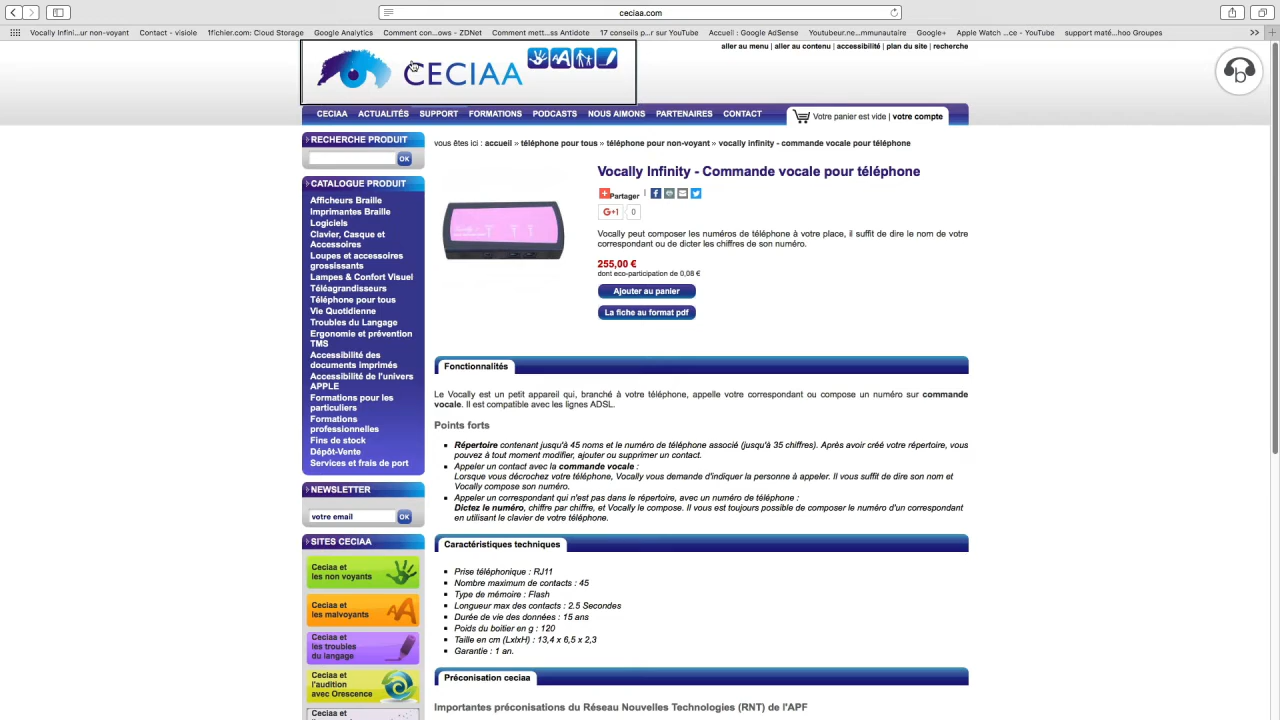 ceciaa.com
Vocally Infini...ur non-voyant
Contact - visiole
1fichier.com: Cloud Storage
Google Analytics
Comment con...ows - ZDNet
Comment mett...ss Antidote
17 conseils p...r sur YouTube
Accueil : Google AdSense
Youtubeur.ne...mmunautaire
Google+
Apple Watch ...ce - YouTube
support maté...hoo Groupes
aller au menu | aller au contenu | accessibilité | plan du site | recherche
CECIAA
CECIAA ACTUALITÉS SUPPORT FORMATIONS PODCASTS NOUS AIMONS PARTENAIRES CONTACT
Votre panier est vide | votre compte
RECHERCHE PRODUIT
OK
CATALOGUE PRODUIT
Afficheurs Braille
Imprimantes Braille
Logiciels
Clavier, Casque et
Accessoires
Loupes et accessoires
grossissants
Lampes & Confort Visuel
Téléagrandisseurs
Téléphone pour tous
Vie Quotidienne
Troubles du Langage
Ergonomie et prévention
TMS
Accessibilité des
documents imprimés
Accessibilité de l'univers
APPLE
Formations pour les
particuliers
Formations
professionnelles
Fins de stock
Dépôt-Vente
Services et frais de port
NEWSLETTER
votre email
OK
SITES CECIAA
Ceciaa et
les non voyants
Ceciaa et
les malvoyants
Ceciaa et
les troubles
du langage
Ceciaa et
l'audition
avec Orescence
Ceciaa et
vous êtes ici : accueil » téléphone pour tous » téléphone pour non-voyant » vocally infinity - commande vocale pour téléphone
Vocally Infinity - Commande vocale pour téléphone
Partager
G+1 0
Vocally peut composer les numéros de téléphone à votre place, il suffit de dire le nom de votre
correspondant ou de dicter les chiffres de son numéro.
255,00 €
dont eco-participation de 0,08 €
Ajouter au panier
La fiche au format pdf
Fonctionnalités
Le Vocally est un petit appareil qui, branché à votre téléphone, appelle votre correspondant ou compose un numéro sur commande
vocale. Il est compatible avec les lignes ADSL.
Points forts
Répertoire contenant jusqu'à 45 noms et le numéro de téléphone associé (jusqu'à 35 chiffres). Après avoir créé votre répertoire, vous
pouvez à tout moment modifier, ajouter ou supprimer un contact.
Appeler un contact avec la commande vocale :
Lorsque vous décrochez votre téléphone, Vocally vous demande d'indiquer la personne à appeler. Il vous suffit de dire son nom et
Vocally compose son numéro.
Appeler un correspondant qui n'est pas dans le répertoire, avec un numéro de téléphone :
Dictez le numéro, chiffre par chiffre, et Vocally le compose. Il vous est toujours possible de composer le numéro d'un correspondant
en utilisant le clavier de votre téléphone.
Caractéristiques techniques
Prise téléphonique : RJ11
Nombre maximum de contacts : 45
Type de mémoire : Flash
Longueur max des contacts : 2.5 Secondes
Durée de vie des données : 15 ans
Poids du boitier en g : 120
Taille en cm (LxlxH) : 13,4 x 6,5 x 2,3
Garantie : 1 an.
Préconisation ceciaa
Importantes préconisations du Réseau Nouvelles Technologies (RNT) de l'APF